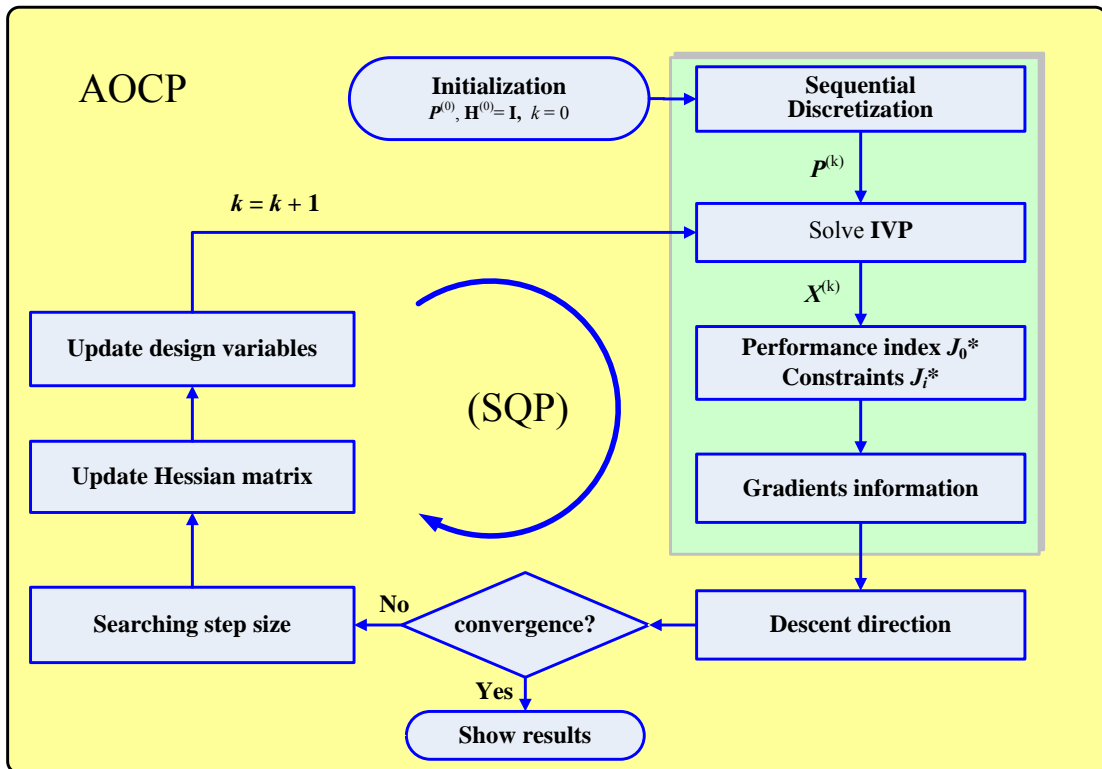 AOCP
Initialization
P^(0), H^(0)= I, k = 0
Sequential
Discretization
P^(k)
Solve IVP
X^(k)
Performance index J₀*
Constraints Jᵢ*
Gradients information
Descent direction
convergence?
No
Yes
Show results
Searching step size
Update Hessian matrix
Update design variables
k = k + 1
(SQP)